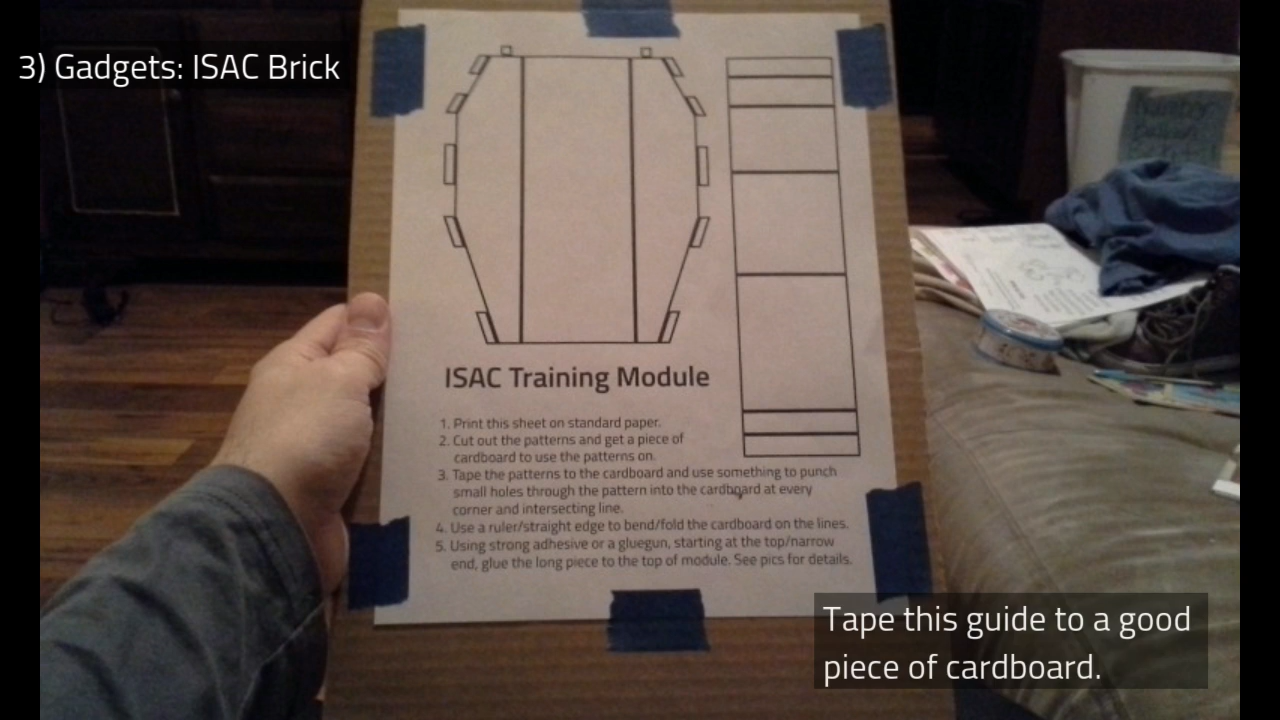 3) Gadgets: ISAC Brick
ISAC Training Module
1. Print this sheet on standard paper.
2. Cut out the patterns and get a piece of
cardboard to use the patterns on.
3. Tape the patterns to the cardboard and use something to punch
small holes through the pattern into the cardboard at every
corner and intersecting line.
4. Use a ruler/straight edge to bend/fold the cardboard on the lines.
5. Using strong adhesive or a gluegun, starting at the top/narrow
end, glue the long piece to the top of module. See pics for details.
Tape this guide to a good
piece of cardboard.